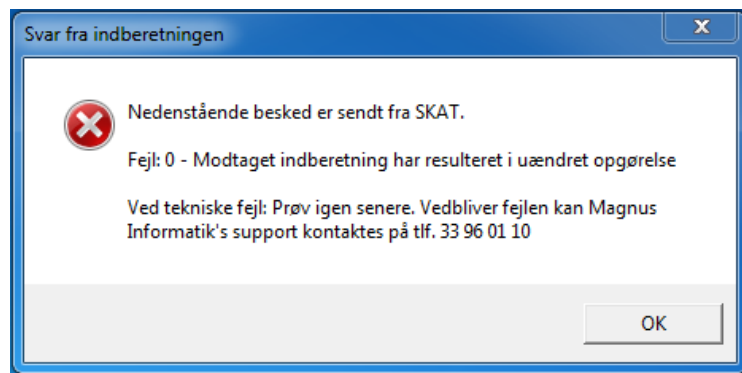 Svar fra indberetningen
X
Nedenstående besked er sendt fra SKAT.
Fejl: 0 - Modtaget indberetning har resulteret i uændret opgørelse
Ved tekniske fejl: Prøv igen senere. Vedbliver fejlen kan Magnus
Informatik's support kontaktes på tlf. 33 96 01 10
OK